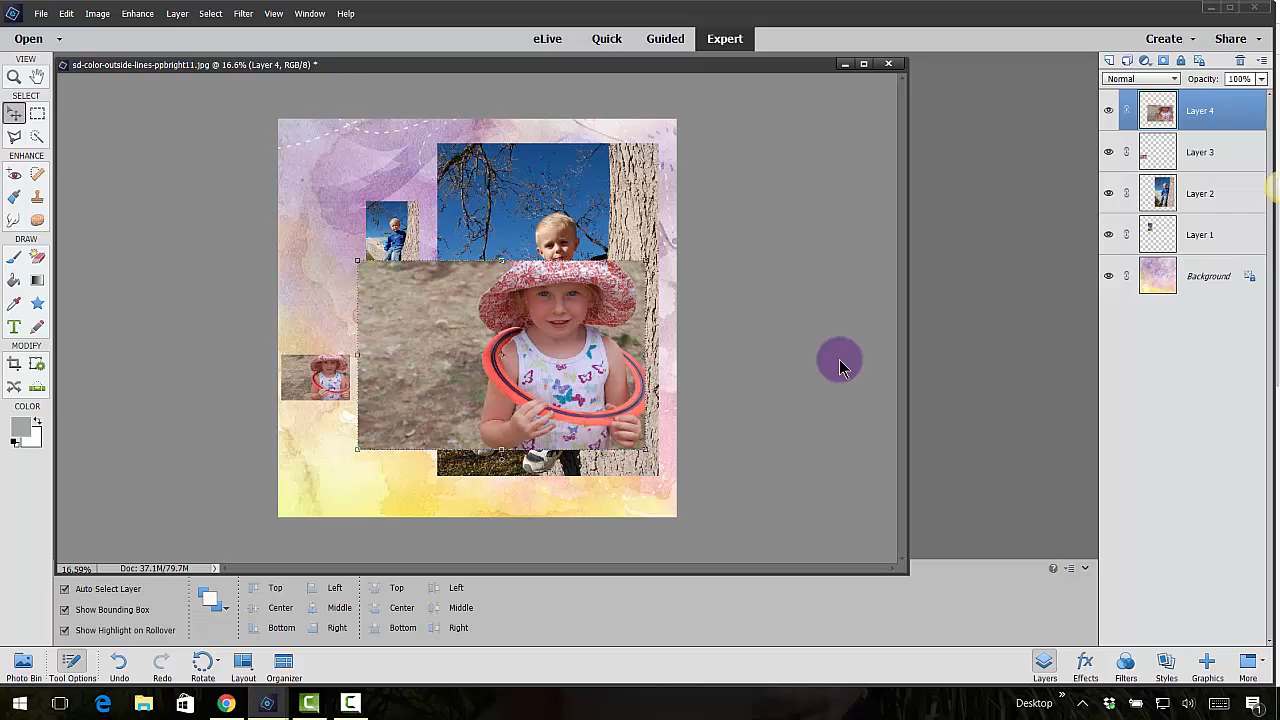 File Edit Image Enhance Layer Select Filter View Window Help
Open eLive Quick Guided Expert Create Share
VIEW
sd-color-outside-lines-ppbright11.jpg @ 16.6% (Layer 4, RGB/8) *
Normal Opacity: 100%
SELECT
Layer 4
ENHANCE
Layer 3
Layer 2
DRAW
Layer 1
Background
MODIFY
COLOR
16.59% Doc: 37.1M/79.7M
Auto Select Layer Top Left Top Left
Show Bounding Box Center Middle Center Middle
Show Highlight on Rollover Bottom Right Bottom Right
Photo Bin Tool Options Undo Redo Rotate Layout Organizer Layers Effects Filters Styles Graphics More
Desktop